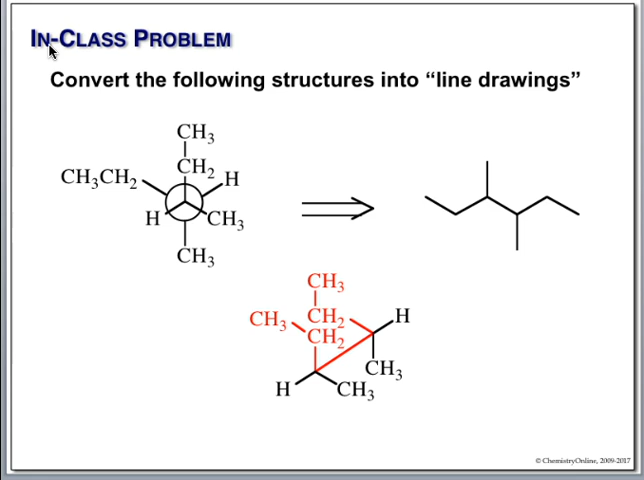 IN-CLASS PROBLEM
Convert the following structures into “line drawings”
CH₃
CH₃CH₂ CH₂ H
H CH₃
CH₃
CH₃
CH₃ CH₂ H
CH₂
CH₃
H CH₃
© ChemistryOnline, 2009-2017